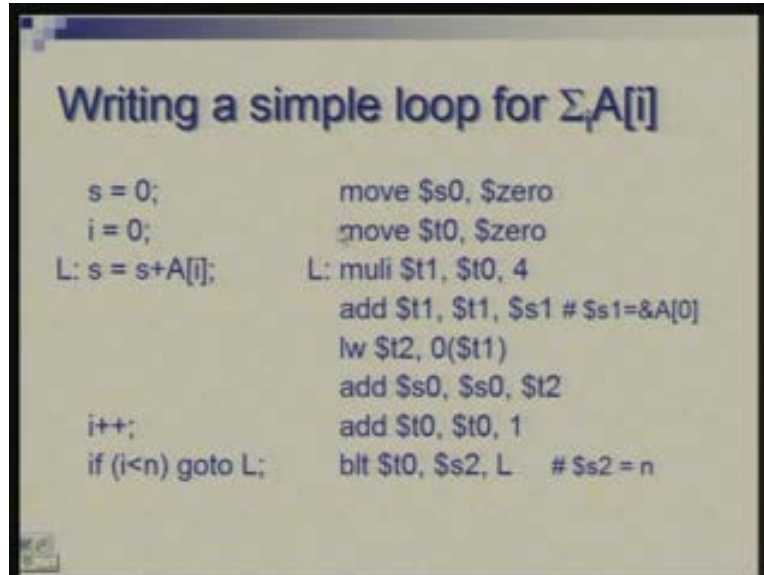 Writing a simple loop for ΣᵢA[i]
s = 0; move $s0, $zero
i = 0; move $t0, $zero
L: s = s+A[i]; L: muli $t1, $t0, 4
add $t1, $t1, $s1 # $s1=&A[0]
lw $t2, 0($t1)
add $s0, $s0, $t2
i++; add $t0, $t0, 1
if (i<n) goto L; blt $t0, $s2, L # $s2 = n